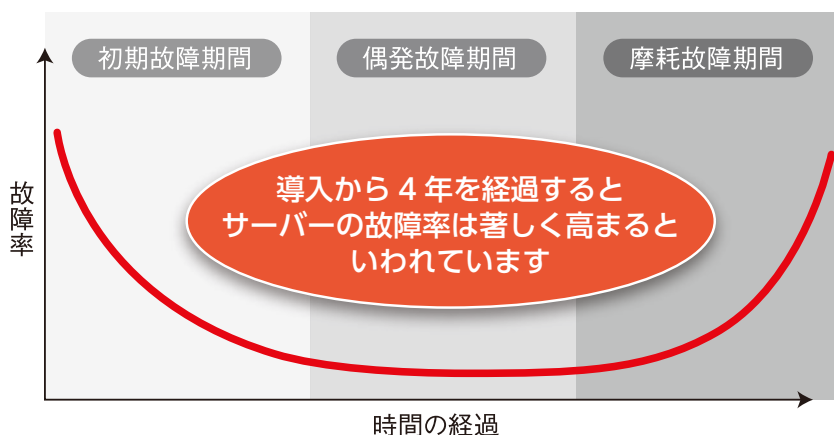 初期故障期間
偶発故障期間
摩耗故障期間
故障率
導入から4年を経過すると
サーバーの故障率は著しく高まると
いわれています
時間の経過